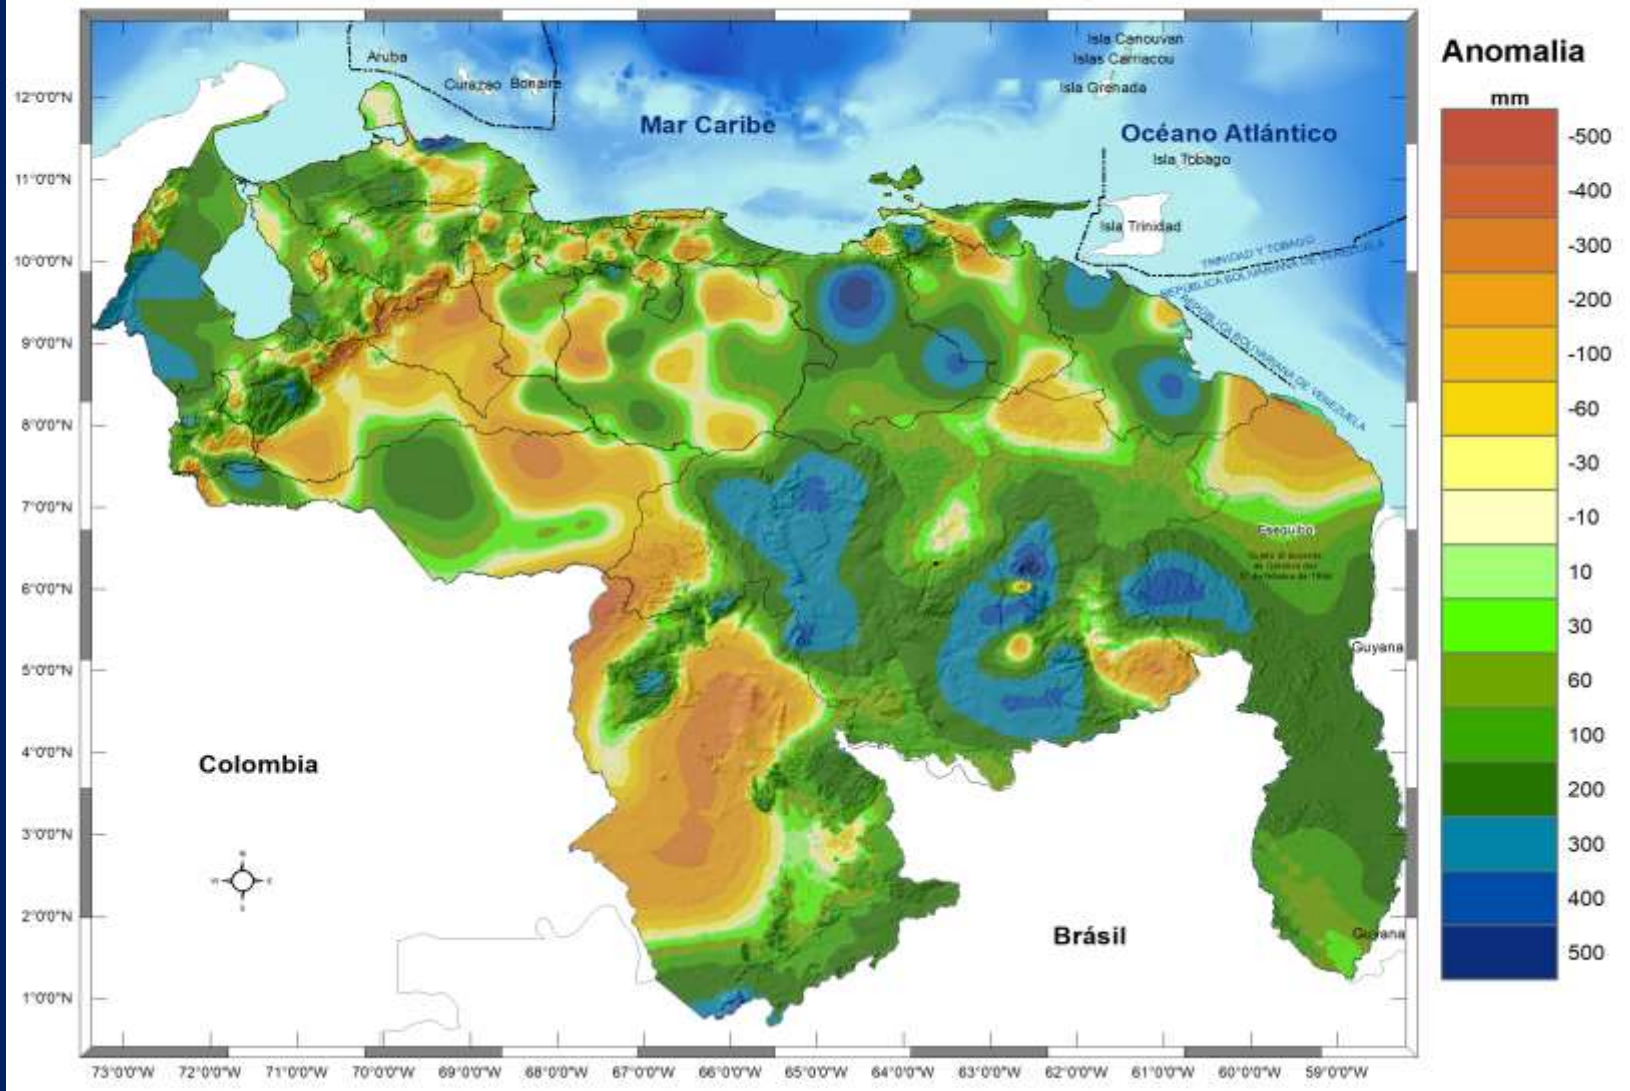 Anomalia
mm
-500
-400
-300
-200
-100
-60
-30
-10
10
30
60
100
200
300
400
500
Aruba
Curazao
Bonaire
Isla Canouvan
Islas Carriacou
Isla Grenada
Mar Caribe
Océano Atlántico
Isla Tobago
Isla Trinidad
TRINIDAD Y TOBAGO
REPÚBLICA BOLIVARIANA DE VENEZUELA
REPÚBLICA BOLIVARIANA DE VENEZUELA
Esequibo
Guyana
Colombia
Brásil
Guyana
N
W
E
S
12°0'0"N
11°0'0"N
10°0'0"N
9°0'0"N
8°0'0"N
7°0'0"N
6°0'0"N
5°0'0"N
4°0'0"N
3°0'0"N
2°0'0"N
1°0'0"N
73°0'0"W
72°0'0"W
71°0'0"W
70°0'0"W
69°0'0"W
68°0'0"W
67°0'0"W
66°0'0"W
65°0'0"W
64°0'0"W
63°0'0"W
62°0'0"W
61°0'0"W
60°0'0"W
59°0'0"W